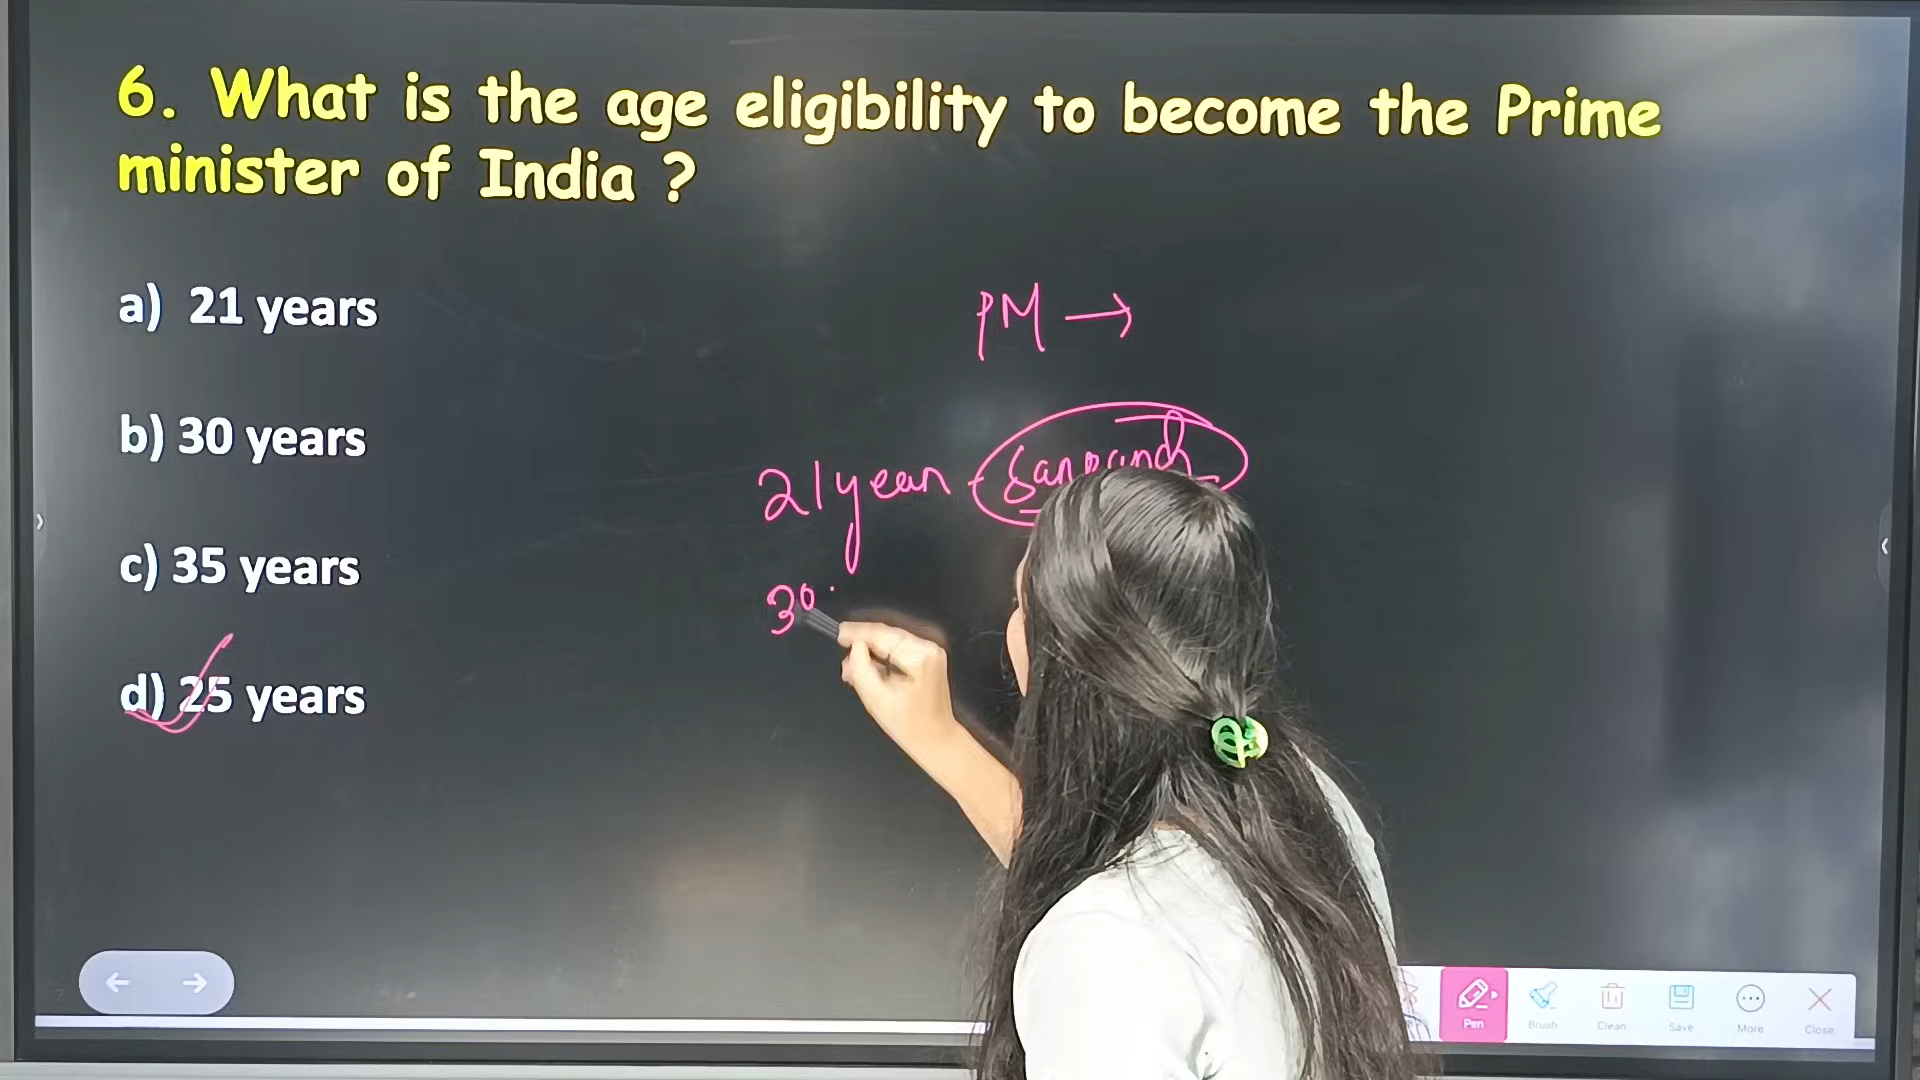 6. What is the age eligibility to become the Prime
minister of India ?
a) 21 years
b) 30 years
c) 35 years
d) 25 years
PM →
21 year - Sarpanch
30
Pen
Brush
Clean
Save
More
Close